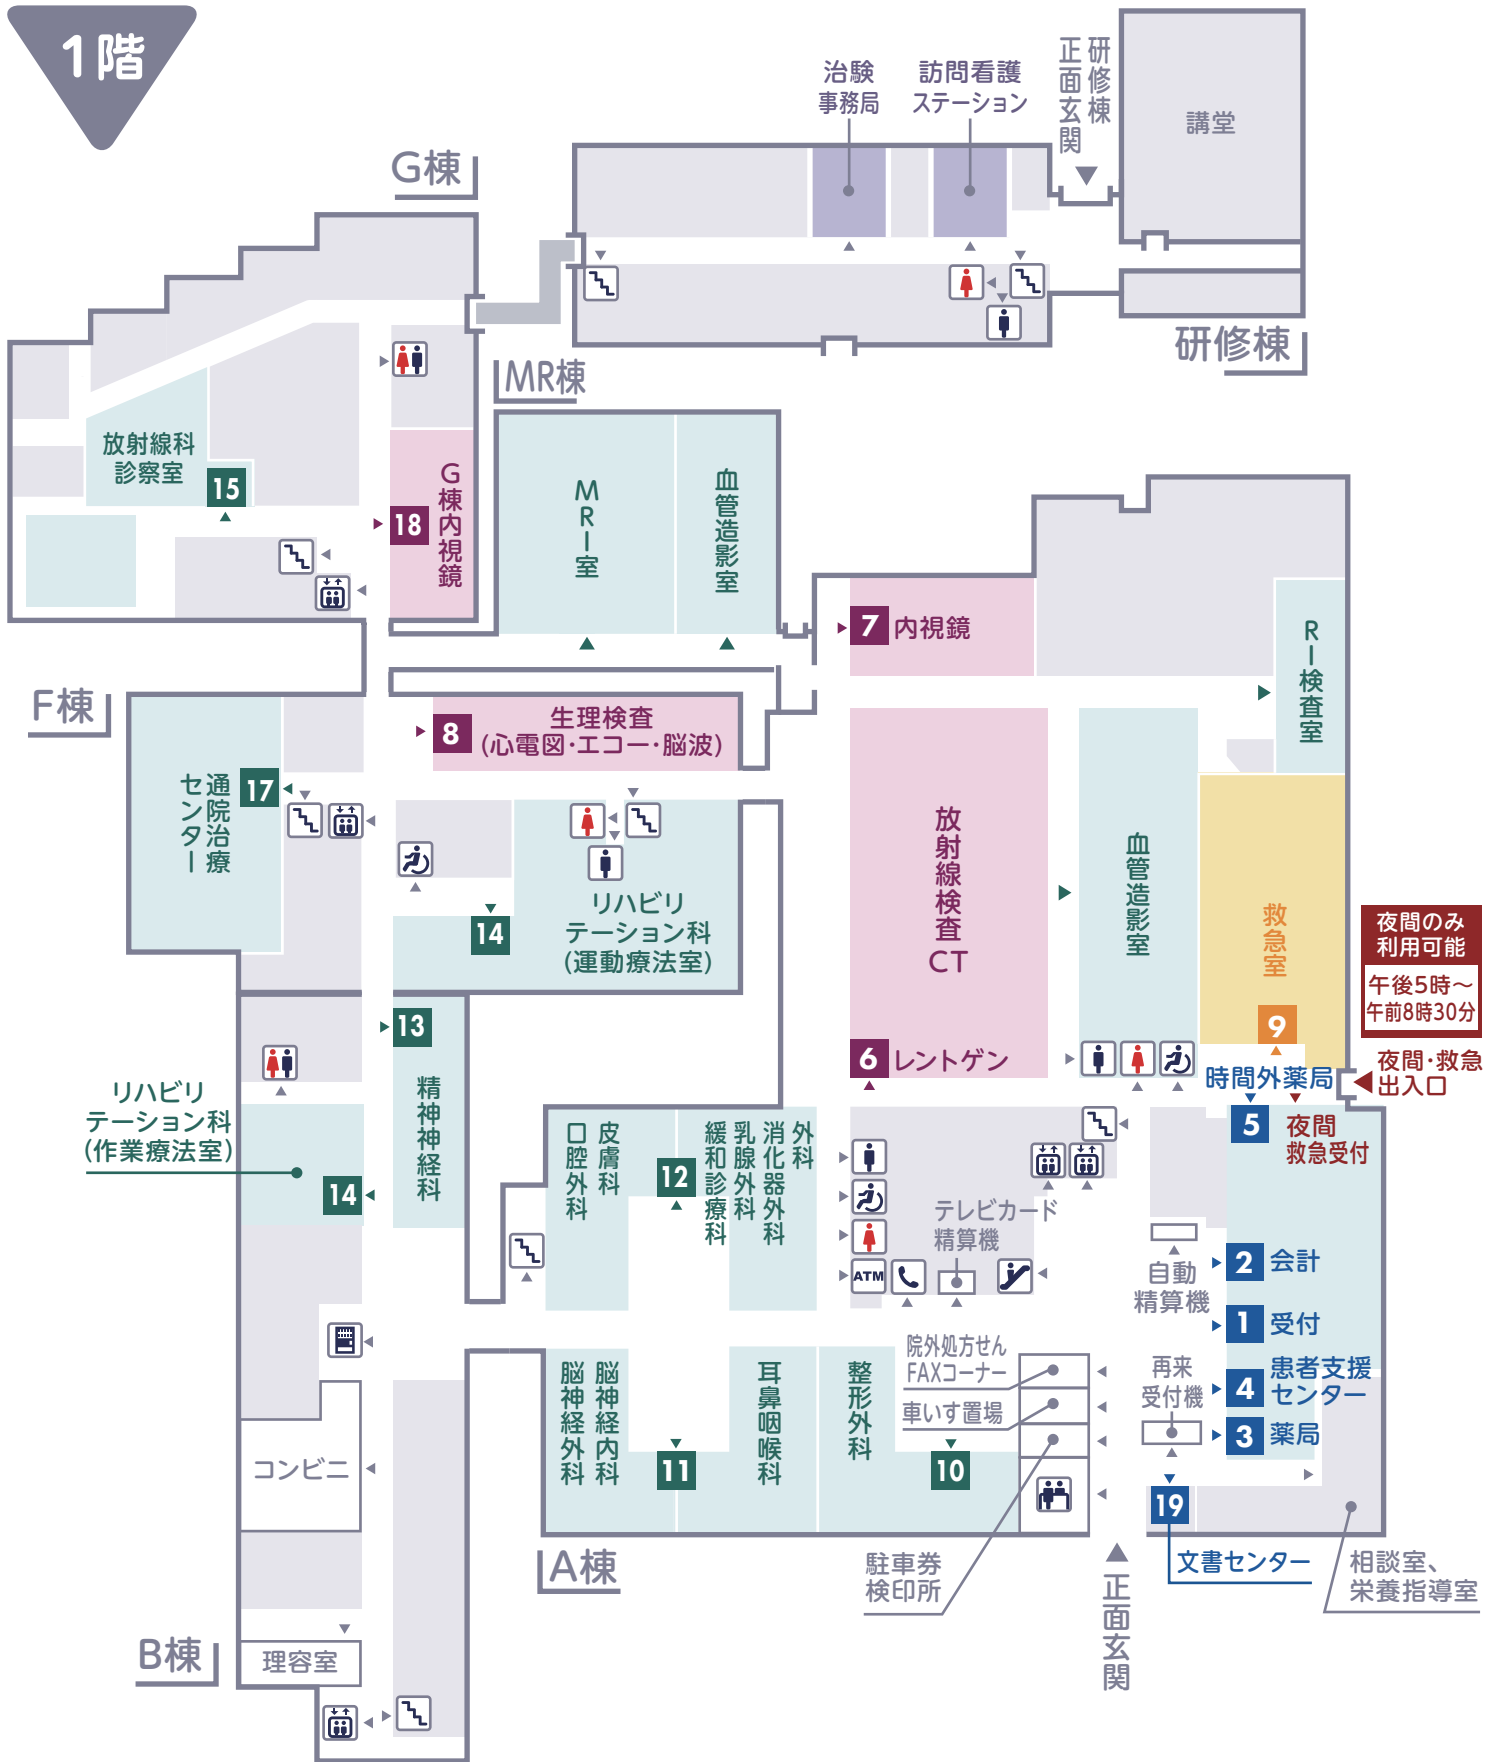 1階
治験
事務局
訪問看護
ステーション
研修棟
正面玄関
講堂
G棟
研修棟
MR棟
放射線科
診察室
15
18
G棟内視鏡
MRI室
血管造影室
7 内視鏡
RI検査室
F棟
8
生理検査
(心電図・エコー・脳波)
通院治療
センター
17
放射線検査
CT
血管造影室
救急室
9
夜間のみ
利用可能
午後5時〜
午前8時30分
夜間・救急
出入口
14
リハビリ
テーション科
(運動療法室)
13
精神神経科
6 レントゲン
時間外薬局
5
夜間
救急受付
リハビリ
テーション科
(作業療法室)
14
皮膚科
口腔外科
12
外科
消化器外科
乳腺外科
緩和診療科
テレビカード
精算機
ATM
自動
精算機
2 会計
1 受付
再来
受付機
4
患者支援
センター
3 薬局
院外処方せん
FAXコーナー
車いす置場
脳神経内科
脳神経外科
11
耳鼻咽喉科
整形外科
10
コンビニ
19
文書センター
駐車券
検印所
正面玄関
相談室、
栄養指導室
A棟
B棟
理容室